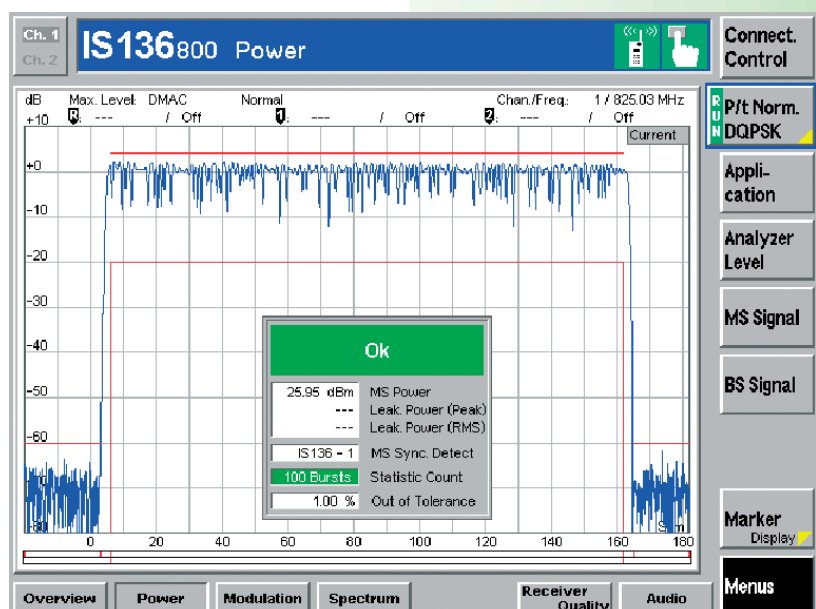 Ch. 1
Ch. 2
IS136800 Power
Connect.
Control
dB Max. Level: DMAC Normal Chan./Freq.: 1 / 825.03 MHz
+10 R: --- / Off 1: --- / Off 2: --- / Off
Current
RUN
P/t Norm.
DQPSK
Appli-
cation
Analyzer
Level
MS Signal
BS Signal
Marker
Display
Menus
+0
-10
-20
-30
-40
-50
-60
Ok
25.95 dBm MS Power
--- Leak. Power (Peak)
--- Leak. Power (RMS)
IS136 - 1 MS Sync. Detect
100 Bursts Statistic Count
1.00 % Out of Tolerance
-80
0 20 40 60 80 100 120 140 160 180
Overview Power Modulation Spectrum Receiver Quality Audio